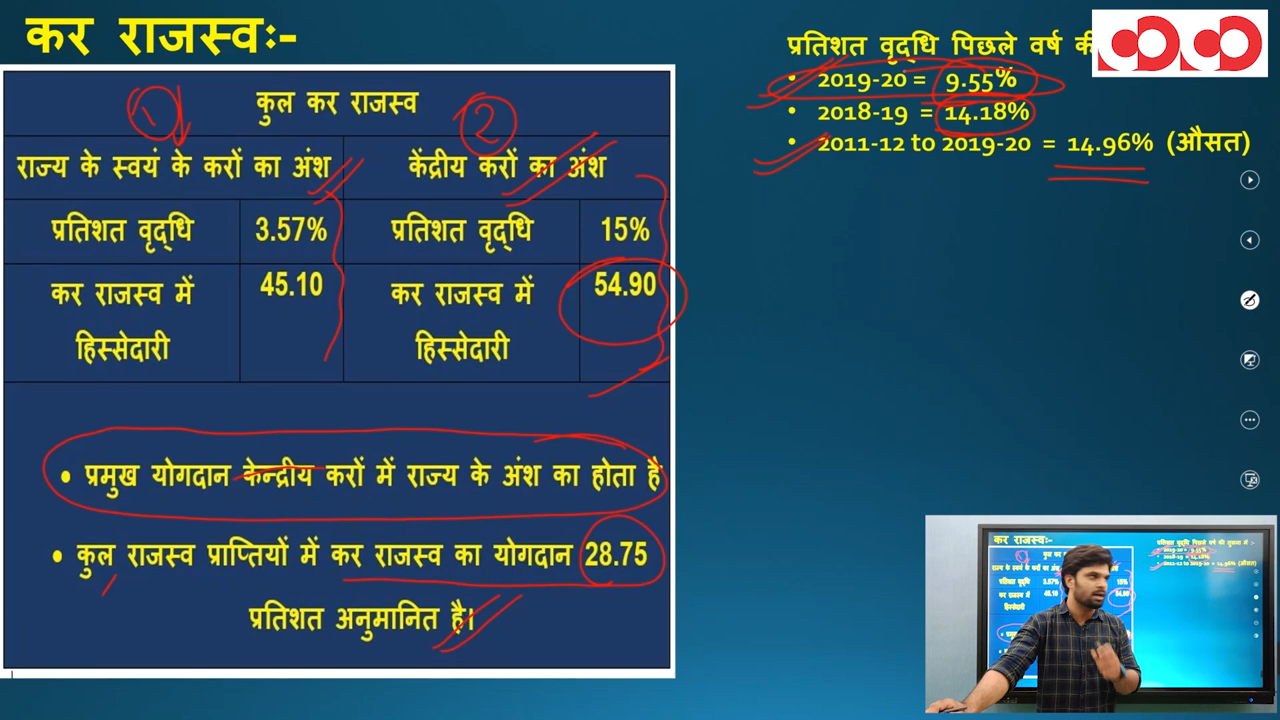 कर राजस्वः-
कुल कर राजस्व
1
2
राज्य के स्वयं के करों का अंश
केंद्रीय करों का अंश
प्रतिशत वृद्धि
3.57%
प्रतिशत वृद्धि
15%
कर राजस्व में
हिस्सेदारी
45.10
कर राजस्व में
हिस्सेदारी
54.90
• प्रमुख योगदान केन्द्रीय करों में राज्य के अंश का होता है
• कुल राजस्व प्राप्तियों में कर राजस्व का योगदान 28.75
प्रतिशत अनुमानित है।
प्रतिशत वृद्धि पिछले वर्ष
• 2019-20 = 9.55%
• 2018-19 = 14.18%
• 2011-12 to 2019-20 = 14.96% (औसत)